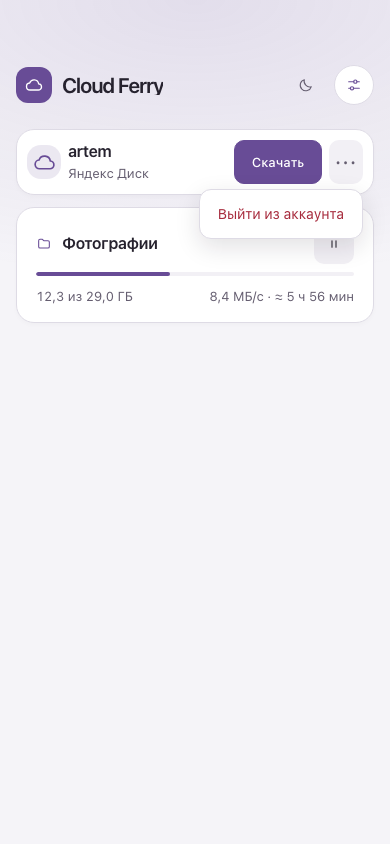 Cloud Ferry
artem
Яндекс Диск
Скачать
Выйти из аккаунта
Фотографии
12,3 из 29,0 ГБ
8,4 МБ/с · ≈ 5 ч 56 мин